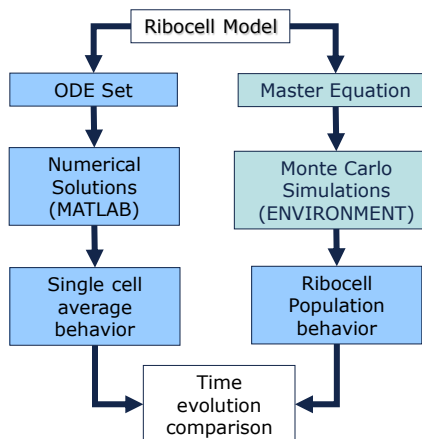 Ribocell Model
ODE Set
Master Equation
Numerical
Solutions
(MATLAB)
Monte Carlo
Simulations
(ENVIRONMENT)
Single cell
average
behavior
Ribocell
Population
behavior
Time
evolution
comparison